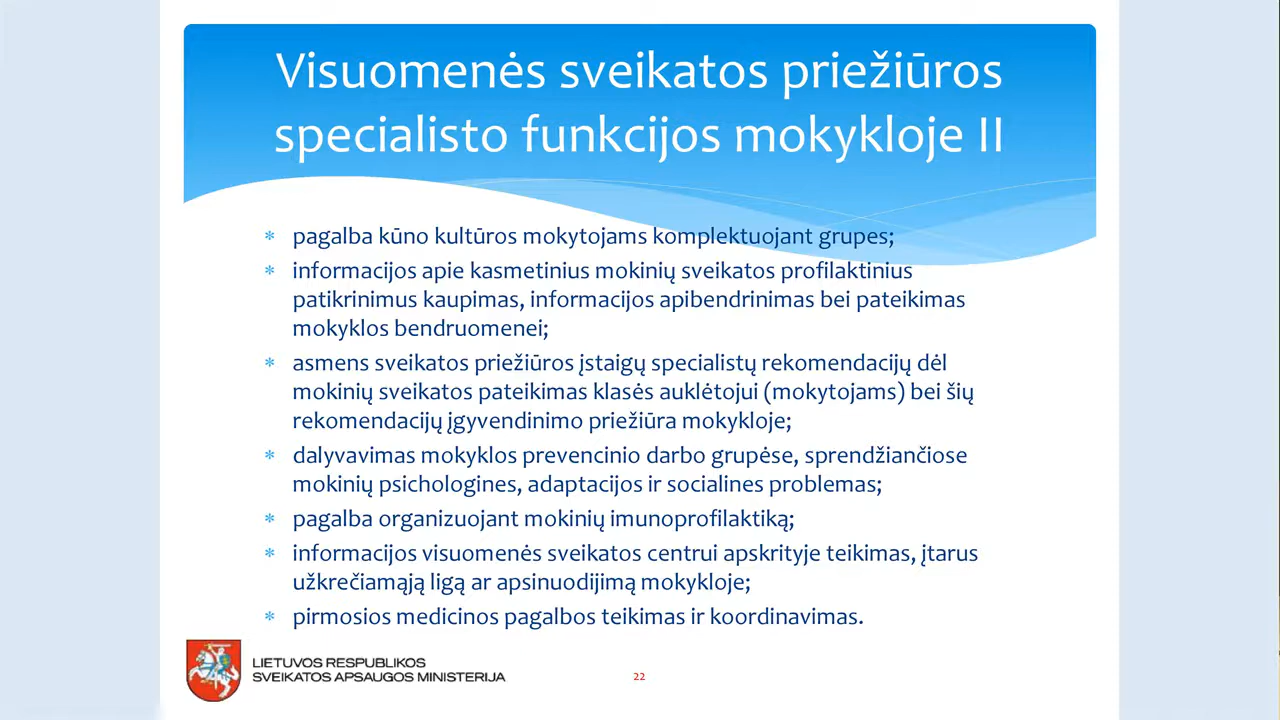 Visuomenės sveikatos priežiūros
specialisto funkcijos mokykloje II
* pagalba kūno kultūros mokytojams komplektuojant grupes;
* informacijos apie kasmetinius mokinių sveikatos profilaktinius
patikrinimus kaupimas, informacijos apibendrinimas bei pateikimas
mokyklos bendruomenei;
* asmens sveikatos priežiūros įstaigų specialistų rekomendacijų dėl
mokinių sveikatos pateikimas klasės auklėtojui (mokytojams) bei šių
rekomendacijų įgyvendinimo priežiūra mokykloje;
* dalyvavimas mokyklos prevencinio darbo grupėse, sprendžiančiose
mokinių psichologines, adaptacijos ir socialines problemas;
* pagalba organizuojant mokinių imunoprofilaktiką;
* informacijos visuomenės sveikatos centrui apskrityje teikimas, įtarus
užkrečiamąją ligą ar apsinuodijimą mokykloje;
* pirmosios medicinos pagalbos teikimas ir koordinavimas.
LIETUVOS RESPUBLIKOS
SVEIKATOS APSAUGOS MINISTERIJA
22